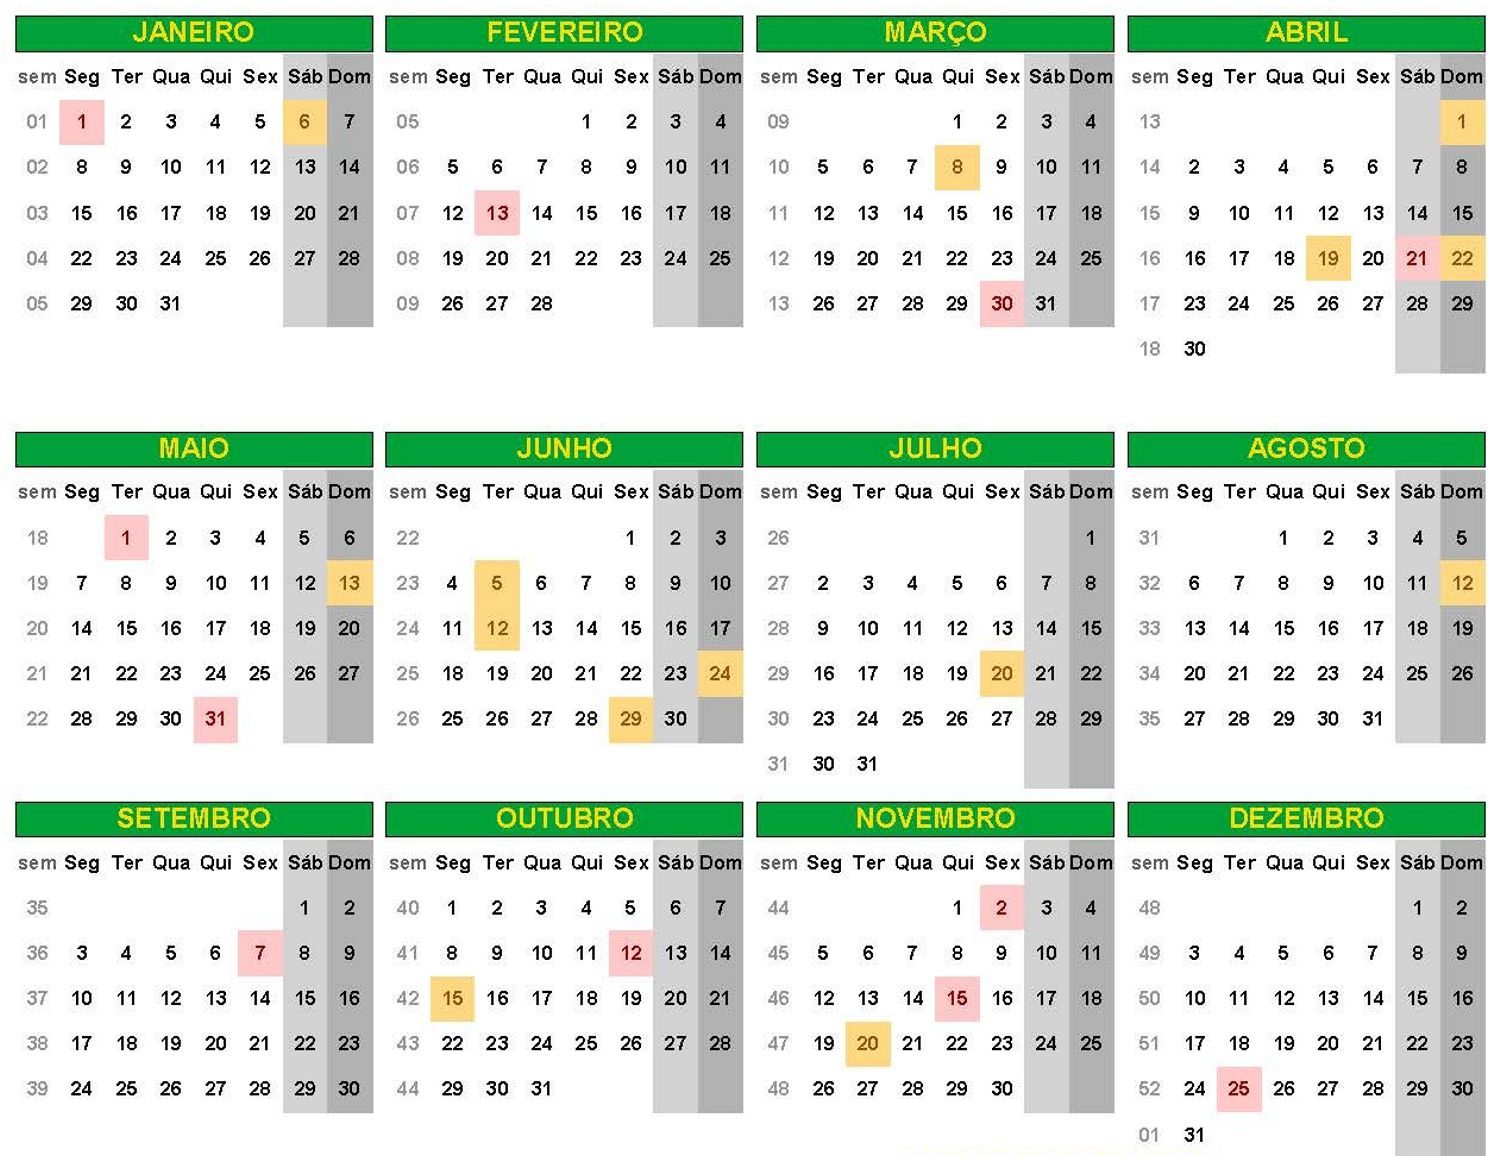 JANEIRO FEVEREIRO MARÇO ABRIL
sem Seg Ter Qua Qui Sex Sáb Dom sem Seg Ter Qua Qui Sex Sáb Dom sem Seg Ter Qua Qui Sex Sáb Dom sem Seg Ter Qua Qui Sex Sáb Dom
01 1 2 3 4 5 6 7 05 1 2 3 4 09 1 2 3 4 13 1
02 8 9 10 11 12 13 14 06 5 6 7 8 9 10 11 10 5 6 7 8 9 10 11 14 2 3 4 5 6 7 8
03 15 16 17 18 19 20 21 07 12 13 14 15 16 17 18 11 12 13 14 15 16 17 18 15 9 10 11 12 13 14 15
04 22 23 24 25 26 27 28 08 19 20 21 22 23 24 25 12 19 20 21 22 23 24 25 16 16 17 18 19 20 21 22
05 29 30 31 09 26 27 28 13 26 27 28 29 30 31 17 23 24 25 26 27 28 29
18 30
MAIO JUNHO JULHO AGOSTO
sem Seg Ter Qua Qui Sex Sáb Dom sem Seg Ter Qua Qui Sex Sáb Dom sem Seg Ter Qua Qui Sex Sáb Dom sem Seg Ter Qua Qui Sex Sáb Dom
18 1 2 3 4 5 6 22 1 2 3 26 1 31 1 2 3 4 5
19 7 8 9 10 11 12 13 23 4 5 6 7 8 9 10 27 2 3 4 5 6 7 8 32 6 7 8 9 10 11 12
20 14 15 16 17 18 19 20 24 11 12 13 14 15 16 17 28 9 10 11 12 13 14 15 33 13 14 15 16 17 18 19
21 21 22 23 24 25 26 27 25 18 19 20 21 22 23 24 29 16 17 18 19 20 21 22 34 20 21 22 23 24 25 26
22 28 29 30 31 26 25 26 27 28 29 30 30 23 24 25 26 27 28 29 35 27 28 29 30 31
31 30 31
SETEMBRO OUTUBRO NOVEMBRO DEZEMBRO
sem Seg Ter Qua Qui Sex Sáb Dom sem Seg Ter Qua Qui Sex Sáb Dom sem Seg Ter Qua Qui Sex Sáb Dom sem Seg Ter Qua Qui Sex Sáb Dom
35 1 2 40 1 2 3 4 5 6 7 44 1 2 3 4 48 1 2
36 3 4 5 6 7 8 9 41 8 9 10 11 12 13 14 45 5 6 7 8 9 10 11 49 3 4 5 6 7 8 9
37 10 11 12 13 14 15 16 42 15 16 17 18 19 20 21 46 12 13 14 15 16 17 18 50 10 11 12 13 14 15 16
38 17 18 19 20 21 22 23 43 22 23 24 25 26 27 28 47 19 20 21 22 23 24 25 51 17 18 19 20 21 22 23
39 24 25 26 27 28 29 30 44 29 30 31 48 26 27 28 29 30 52 24 25 26 27 28 29 30
01 31